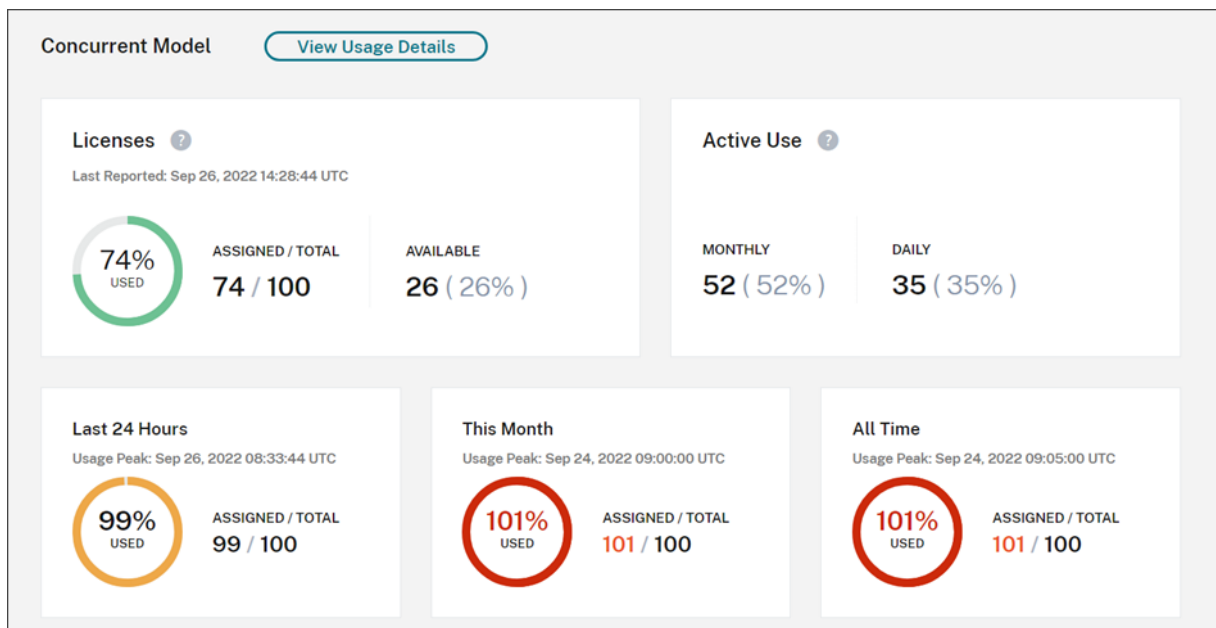 Concurrent Model
View Usage Details
Licenses ?
Last Reported: Sep 26, 2022 14:28:44 UTC
74%
USED
ASSIGNED / TOTAL
74 / 100
AVAILABLE
26 ( 26% )
Active Use ?
MONTHLY
52 ( 52% )
DAILY
35 ( 35% )
Last 24 Hours
Usage Peak: Sep 26, 2022 08:33:44 UTC
99%
USED
ASSIGNED / TOTAL
99 / 100
This Month
Usage Peak: Sep 24, 2022 09:00:00 UTC
101%
USED
ASSIGNED / TOTAL
101 / 100
All Time
Usage Peak: Sep 24, 2022 09:05:00 UTC
101%
USED
ASSIGNED / TOTAL
101 / 100